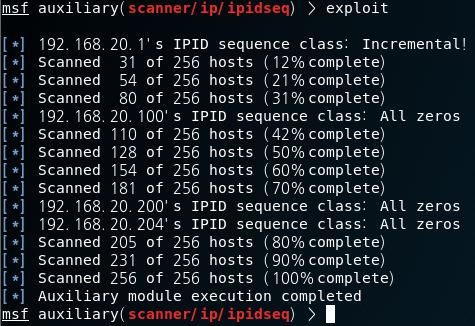 msf auxiliary(scanner/ip/ipidseq) > exploit
[*] 192.168.20.1's IPID sequence class: Incremental!
[*] Scanned 31 of 256 hosts (12% complete)
[*] Scanned 54 of 256 hosts (21% complete)
[*] Scanned 80 of 256 hosts (31% complete)
[*] 192.168.20.100's IPID sequence class: All zeros
[*] Scanned 110 of 256 hosts (42% complete)
[*] Scanned 128 of 256 hosts (50% complete)
[*] Scanned 154 of 256 hosts (60% complete)
[*] Scanned 181 of 256 hosts (70% complete)
[*] 192.168.20.200's IPID sequence class: All zeros
[*] 192.168.20.204's IPID sequence class: All zeros
[*] Scanned 205 of 256 hosts (80% complete)
[*] Scanned 231 of 256 hosts (90% complete)
[*] Scanned 256 of 256 hosts (100% complete)
[*] Auxiliary module execution completed
msf auxiliary(scanner/ip/ipidseq) >